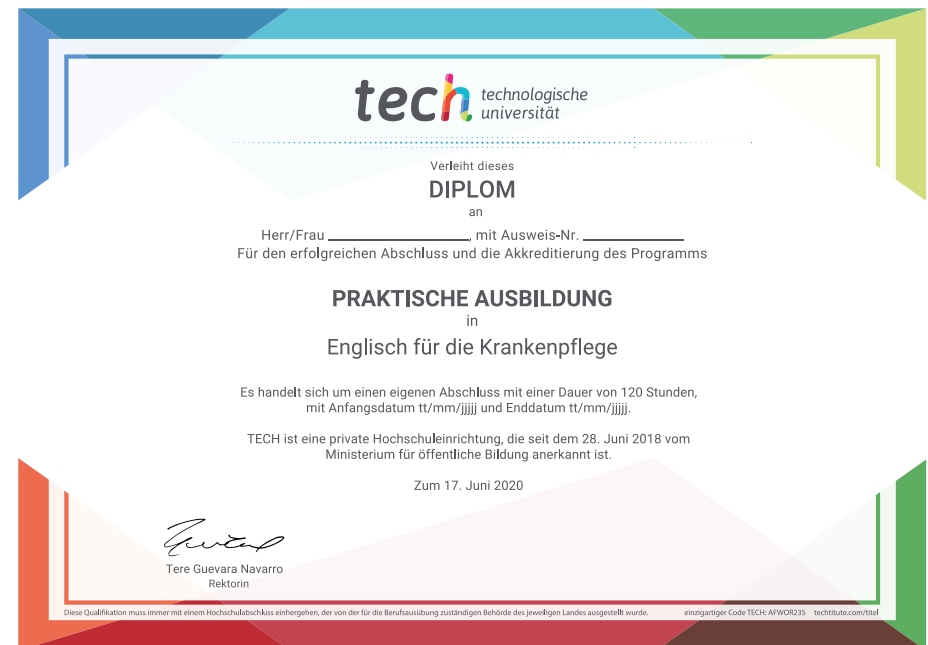 tech technologische
universität
Verleiht dieses
DIPLOM
an
Herr/Frau ____________________, mit Ausweis-Nr. ______________
Für den erfolgreichen Abschluss und die Akkreditierung des Programms
PRAKTISCHE AUSBILDUNG
in
Englisch für die Krankenpflege
Es handelt sich um einen eigenen Abschluss mit einer Dauer von 120 Stunden,
mit Anfangsdatum tt/mm/jjjjj und Enddatum tt/mm/jjjjj.
TECH ist eine private Hochschuleinrichtung, die seit dem 28. Juni 2018 vom
Ministerium für öffentliche Bildung anerkannt ist.
Zum 17. Juni 2020
Tere Guevara Navarro
Rektorin
Diese Qualifikation muss immer mit einem Hochschulabschluss einhergehen, der von der für die Berufsausübung zuständigen Behörde des jeweiligen Landes ausgestellt wurde. einzigartiger Code TECH: AFWOR23S techtitute.com/titel